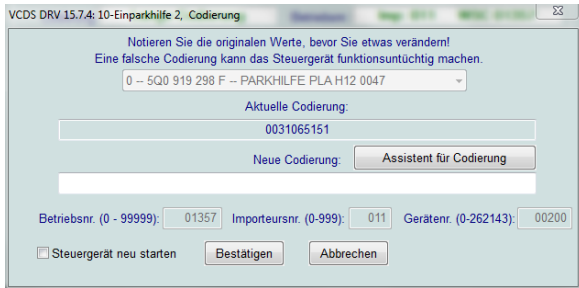 VCDS DRV 15.7.4: 10-Einparkhilfe 2, Codierung
Notieren Sie die originalen Werte, bevor Sie etwas verändern!
Eine falsche Codierung kann das Steuergerät funktionsuntüchtig machen.
0 -- 5Q0 919 298 F -- PARKHILFE PLA H12 0047
Aktuelle Codierung:
0031065151
Neue Codierung: Assistent für Codierung
Betriebsnr. (0 - 99999): 01357 Importeursnr. (0-999): 011 Gerätenr. (0-262143): 00200
Steuergerät neu starten Bestätigen Abbrechen